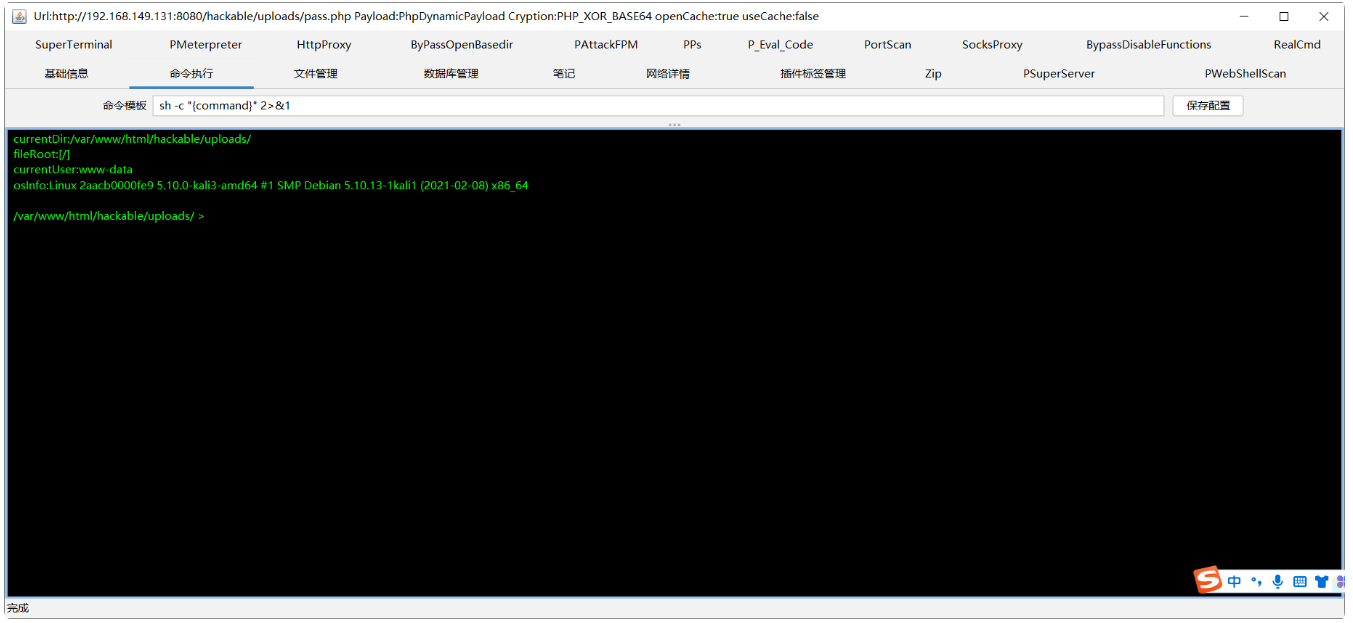 Url:http://192.168.149.131:8080/hackable/uploads/pass.php Payload:PhpDynamicPayload Cryption:PHP_XOR_BASE64 openCache:true useCache:false
SuperTerminal PMeterpreter HttpProxy ByPassOpenBasedir PAttackFPM PPs P_Eval_Code PortScan SocksProxy BypassDisableFunctions RealCmd
基础信息 命令执行 文件管理 数据库管理 笔记 网络详情 插件标签管理 Zip PSuperServer PWebShellScan
命令模板 sh -c "{command}" 2>&1 保存配置
currentDir:/var/www/html/hackable/uploads/
fileRoot:[/]
currentUser:www-data
osInfo:Linux 2aacb0000fe9 5.10.0-kali3-amd64 #1 SMP Debian 5.10.13-1kali1 (2021-02-08) x86_64
/var/www/html/hackable/uploads/ >
S 中
完成